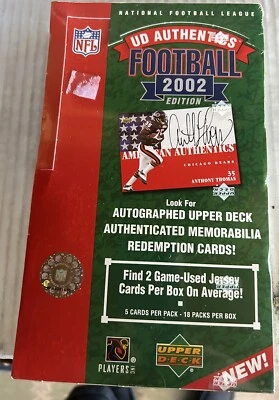 NATIONAL FOOTBALL LEAGUE
NFL
UD AUTHENTICS
FOOTBALL
2002
EDITION
AMERICAN AUTHENTICS
CHICAGO BEARS
35
ANTHONY THOMAS
Look For
AUTOGRAPHED UPPER DECK
AUTHENTICATED MEMORABILIA
REDEMPTION CARDS!
Find 2 Game-Used Jersey
Cards Per Box On Average!
5 CARDS PER PACK - 18 PACKS PER BOX
PLAYERS INC
UPPER
DECK
NEW!